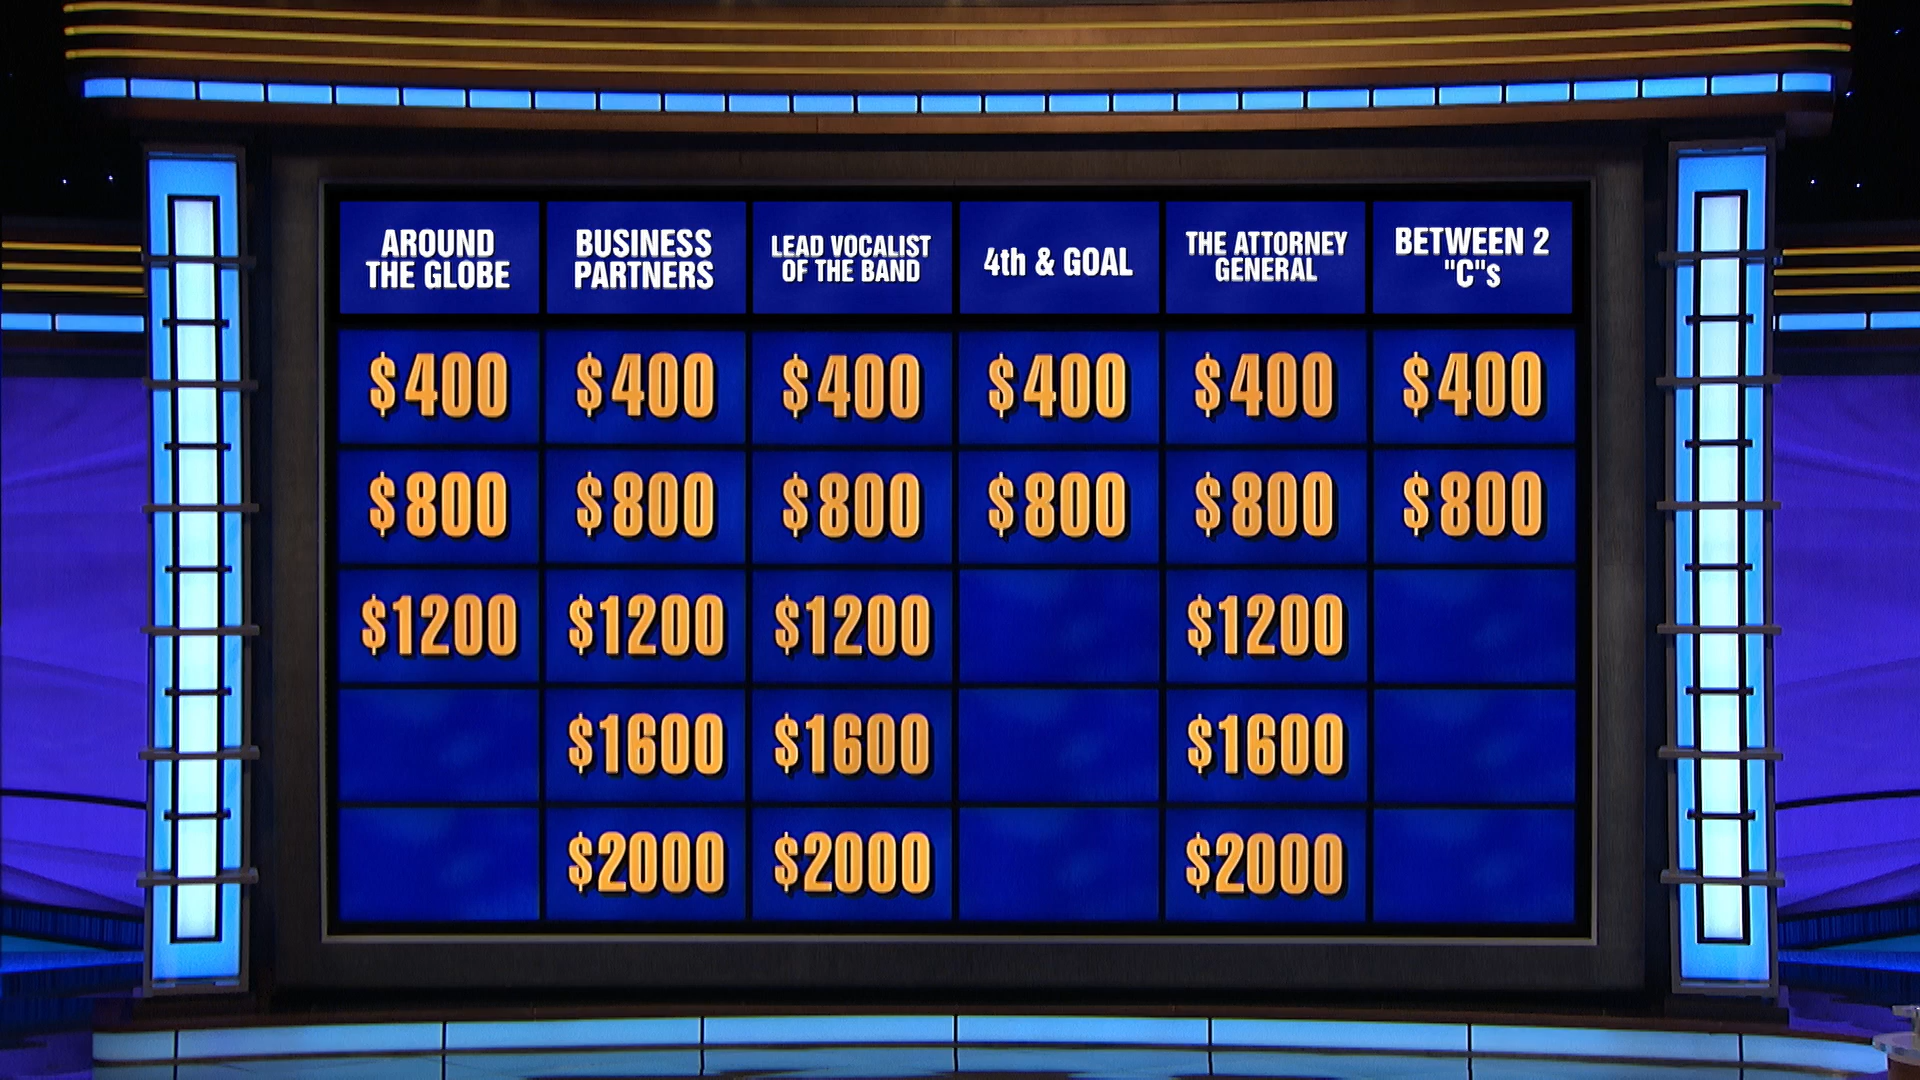 AROUND
THE GLOBE
BUSINESS
PARTNERS
LEAD VOCALIST
OF THE BAND
4th & GOAL
THE ATTORNEY
GENERAL
BETWEEN 2
"C"s
$400 $400 $400 $400 $400 $400
$800 $800 $800 $800 $800 $800
$1200 $1200 $1200 $1200
$1600 $1600 $1600
$2000 $2000 $2000